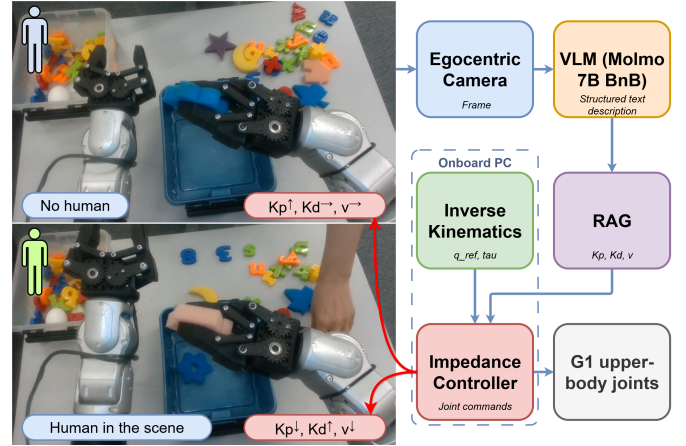 No human
Kp↑, Kd→, v→
Human in the scene
Kp↓, Kd↑, v↓
Egocentric
Camera
Frame
VLM (Molmo
7B BnB)
Structured text
description
Onboard PC
Inverse
Kinematics
q_ref, tau
RAG
Kp, Kd, v
Impedance
Controller
Joint commands
G1 upper-
body joints